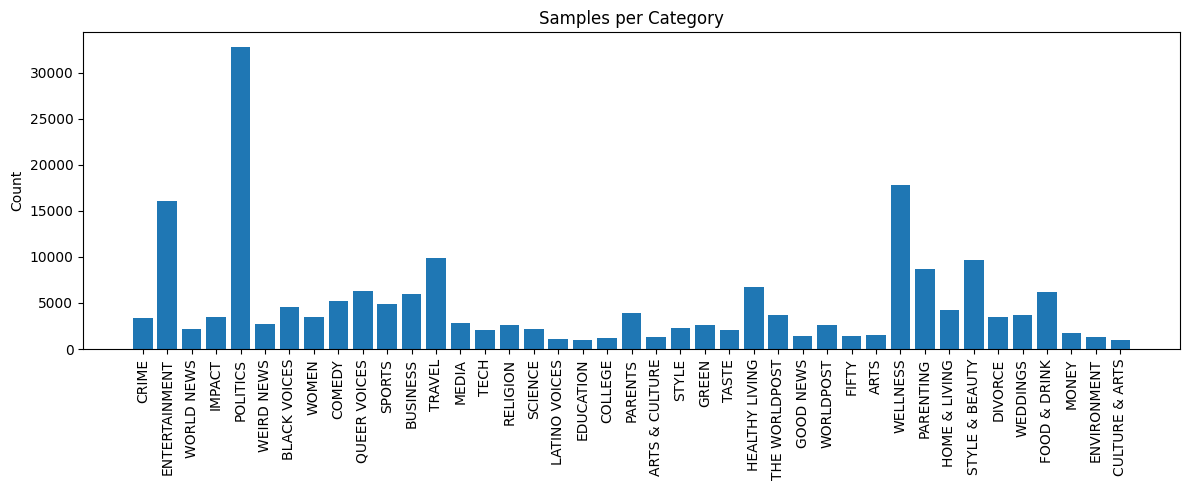 Samples per Category
Count
30000
25000
20000
15000
10000
5000
0
CRIME
ENTERTAINMENT
WORLD NEWS
IMPACT
POLITICS
WEIRD NEWS
BLACK VOICES
WOMEN
COMEDY
QUEER VOICES
SPORTS
BUSINESS
TRAVEL
MEDIA
TECH
RELIGION
SCIENCE
LATINO VOICES
EDUCATION
COLLEGE
PARENTS
ARTS & CULTURE
STYLE
GREEN
TASTE
HEALTHY LIVING
THE WORLDPOST
GOOD NEWS
WORLDPOST
FIFTY
ARTS
WELLNESS
PARENTING
HOME & LIVING
STYLE & BEAUTY
DIVORCE
WEDDINGS
FOOD & DRINK
MONEY
ENVIRONMENT
CULTURE & ARTS